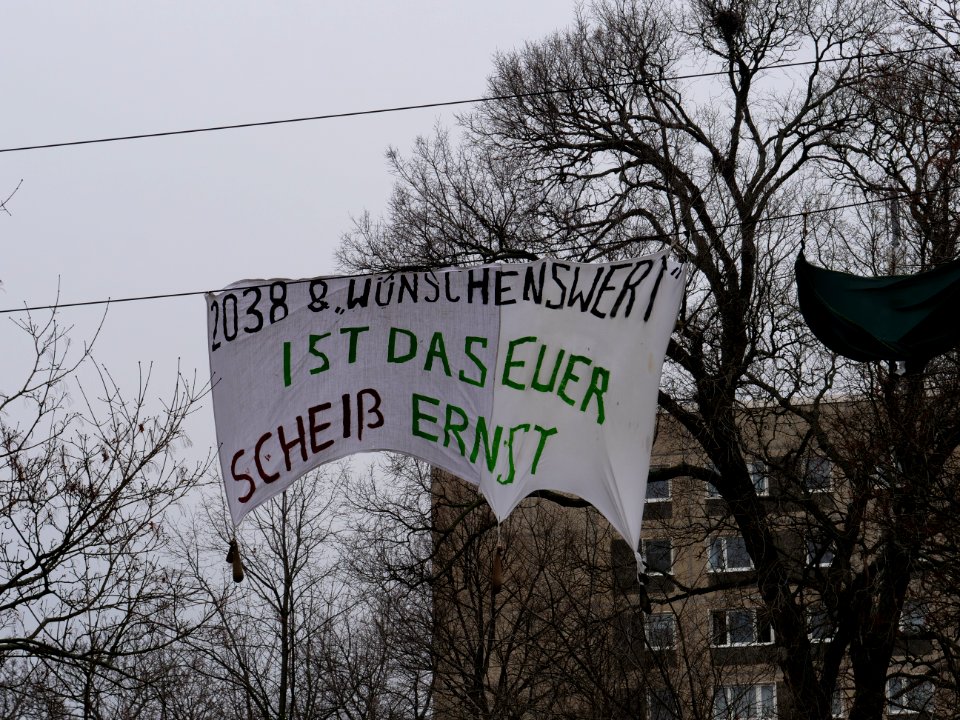 2038 & „WÜNSCHENSWERT"
IST DAS EUER
SCHEIß ERNST